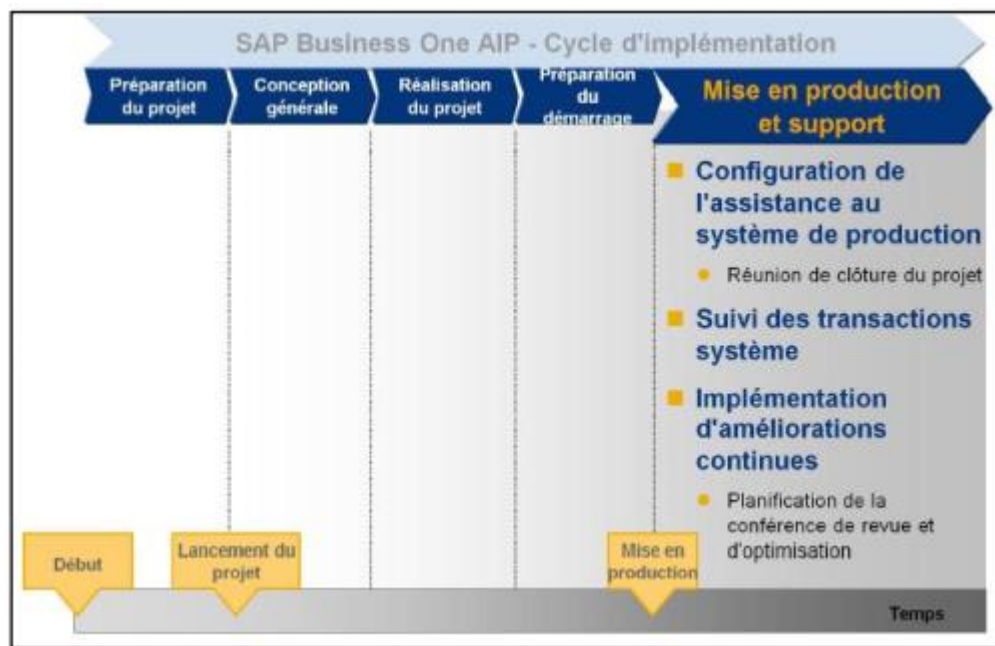 SAP Business One AIP - Cycle d'implémentation
Préparation
du projet
Conception
générale
Réalisation
du projet
Préparation
du
démarrage
Mise en production
et support
Configuration de
l'assistance au
système de production
Réunion de clôture du projet
Suivi des transactions
système
Implémentation
d'améliorations
continues
Planification de la
conférence de revue et
d'optimisation
Début
Lancement du
projet
Mise en
production
Temps